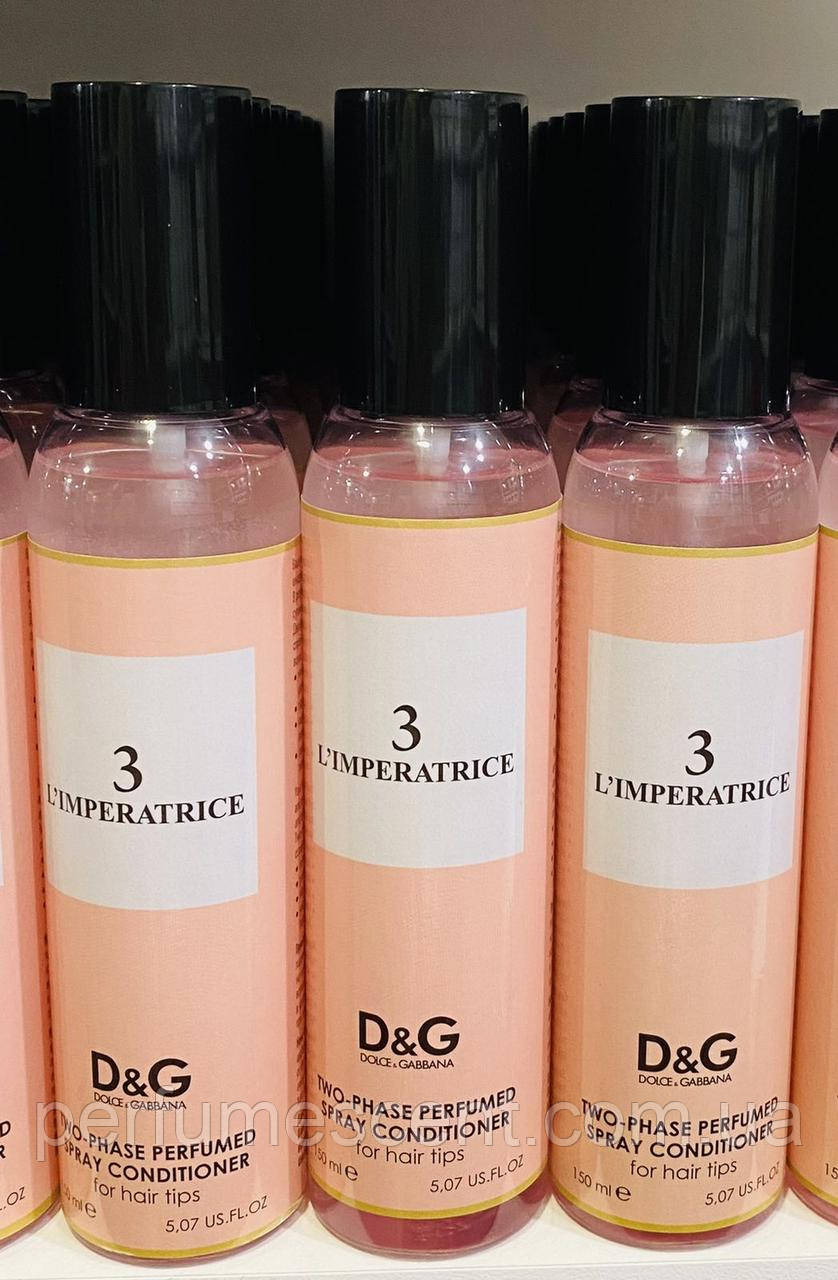 3
L'IMPERATRICE
D&G
DOLCE & GABBANA
TWO-PHASE PERFUMED
SPRAY CONDITIONER
for hair tips
150 ml e
5,07 US.FL.OZ
3
L'IMPERATRICE
D&G
DOLCE & GABBANA
TWO-PHASE PERFUMED
SPRAY CONDITIONER
for hair tips
150 ml e
5,07 US.FL.OZ
3
L'IMPERATRICE
D&G
DOLCE & GABBANA
TWO-PHASE PERFUMED
SPRAY CONDITIONER
for hair tips
150 ml e
5,07 US.FL.OZ
perfumescent.com.ua